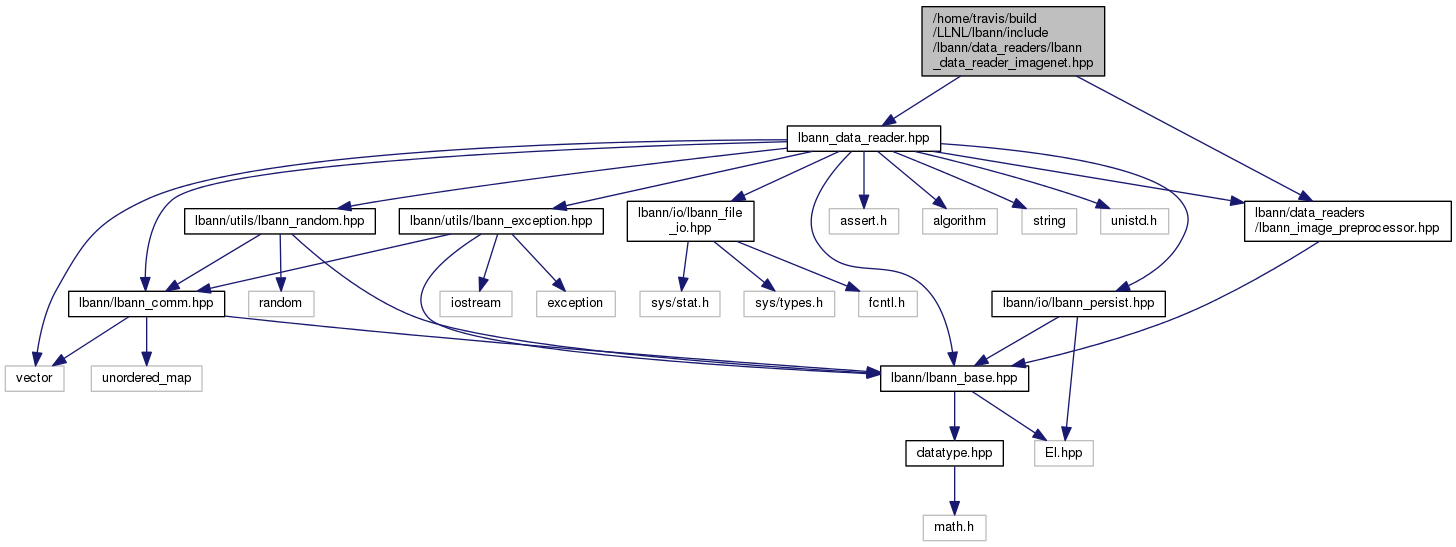 /home/travis/build
/LLNL/lbann/include
/lbann/data_readers/lbann
_data_reader_imagenet.hpp
lbann_data_reader.hpp
lbann/utils/lbann_random.hpp
lbann/utils/lbann_exception.hpp
lbann/io/lbann_file
_io.hpp
assert.h
algorithm
string
unistd.h
lbann/data_readers
/lbann_image_preprocessor.hpp
lbann/lbann_comm.hpp
random
iostream
exception
sys/stat.h
sys/types.h
fcntl.h
lbann/io/lbann_persist.hpp
vector
unordered_map
lbann/lbann_base.hpp
datatype.hpp
El.hpp
math.h